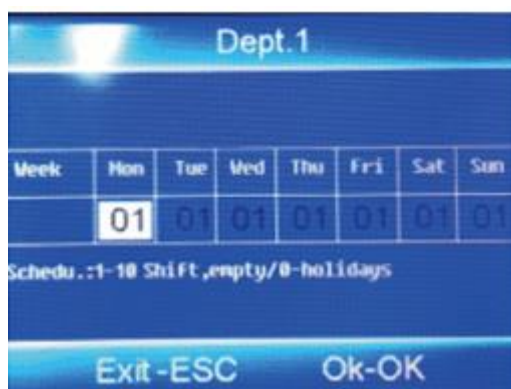 Dept.1
Week Mon Tue Wed Thu Fri Sat Sun
01 01 01 01 01 01 01
Schedu.:1-10 Shift,empty/0-holidays
Exit-ESC Ok-OK